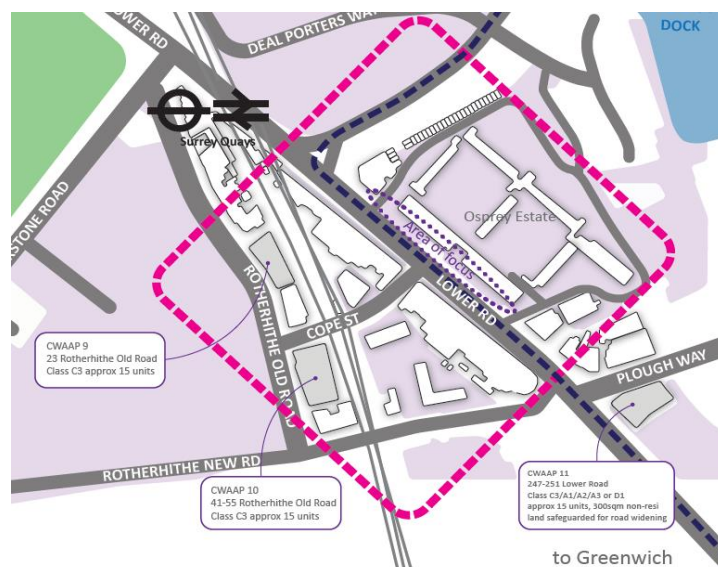 LOWER RD
DEAL PORTERS WAY
DOCK
Surrey Quays
Osprey Estate
Area of focus
LOWER RD
ROTHERHITHE OLD ROAD
COPE ST
CWAAP 9
23 Rotherhithe Old Road
Class C3 approx 15 units
PLOUGH WAY
ROTHERHITHE NEW RD
CWAAP 10
41-55 Rotherhithe Old Road
Class C3 approx 15 units
CWAAP 11
247-251 Lower Road
Class C3/A1/A2/A3 or D1
approx 15 units, 300sqm non-resi
land safeguarded for road widening
to Greenwich